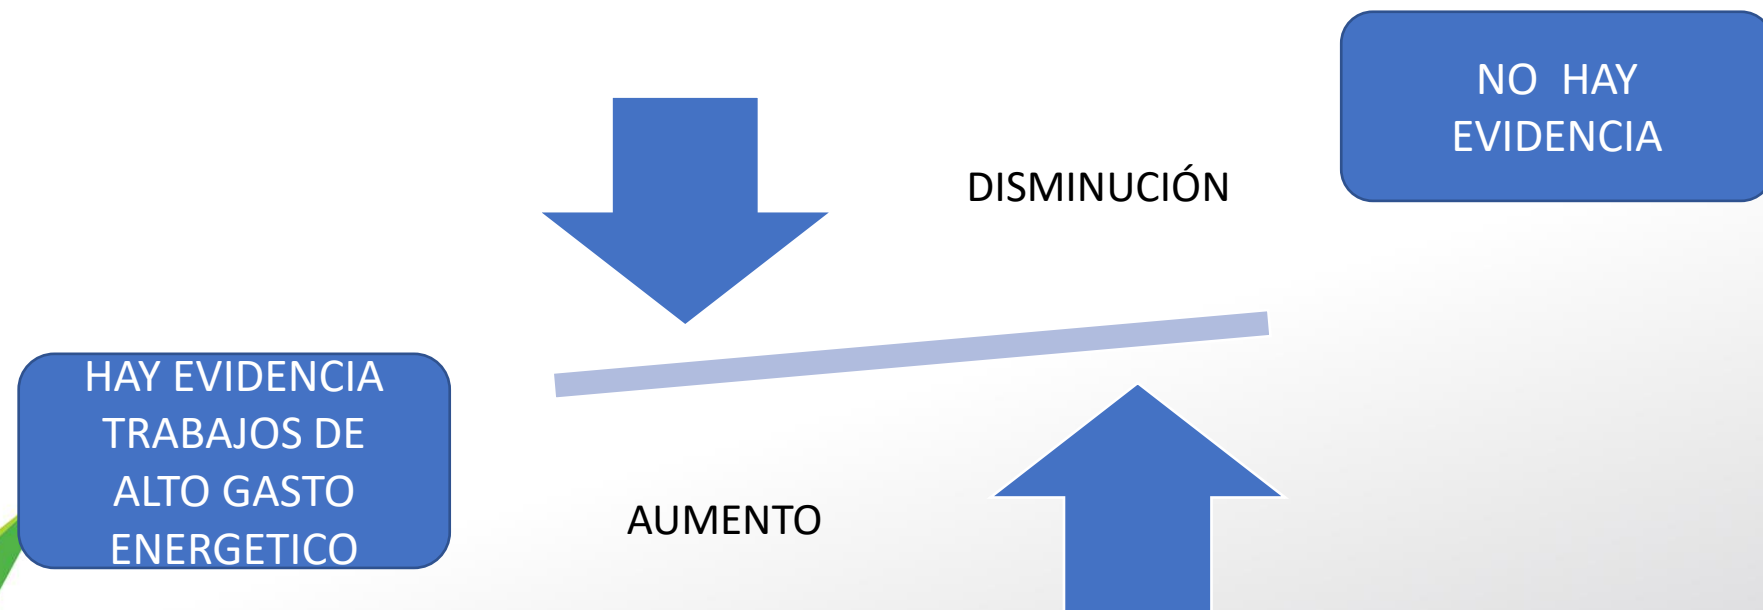 NO HAY
EVIDENCIA
DISMINUCIÓN
HAY EVIDENCIA
TRABAJOS DE
ALTO GASTO
ENERGETICO
AUMENTO